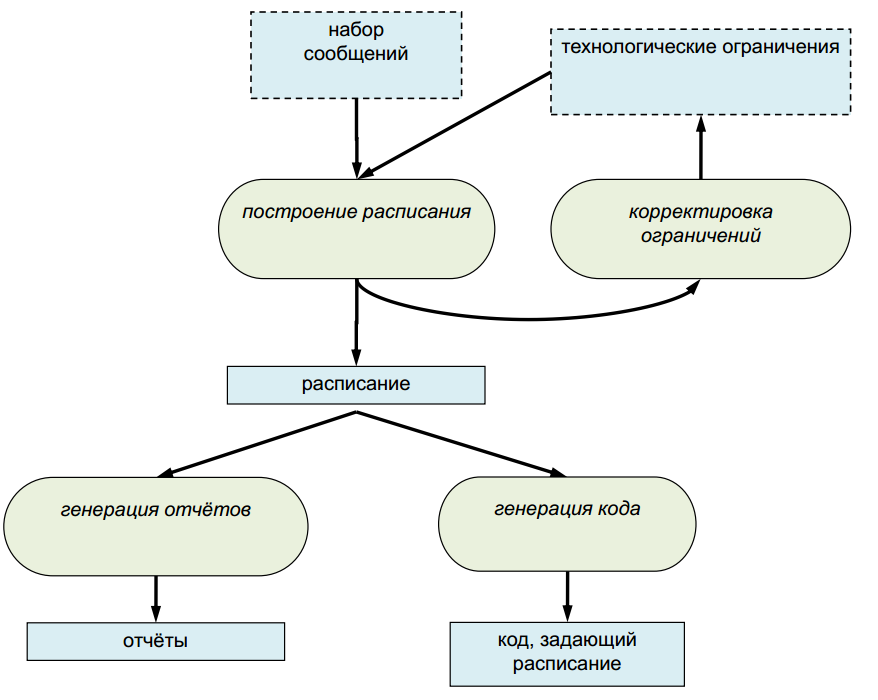 набор
сообщений
технологические ограничения
построение расписания
корректировка
ограничений
расписание
генерация отчётов
генерация кода
отчёты
код, задающий
расписание